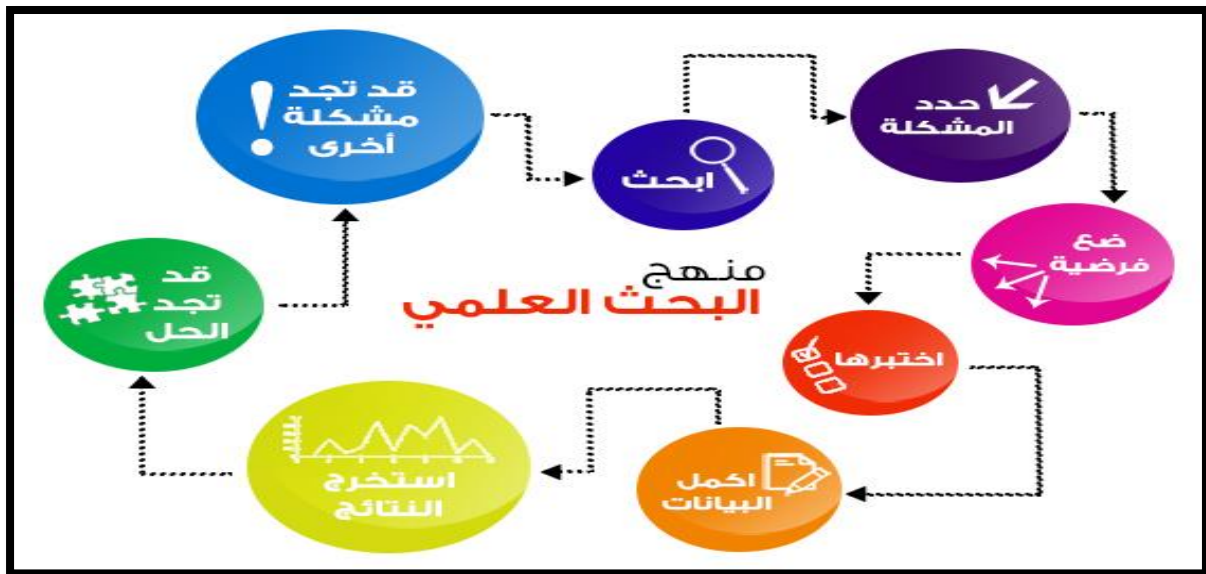 منهج
البحث العلمي
ابحث
حدد
المشكلة
ضع
فرضية
اختبرها
اكمل
البيانات
استخرج
النتائج
قد
تجد
الحل
قد تجد
مشكلة
أخرى
!